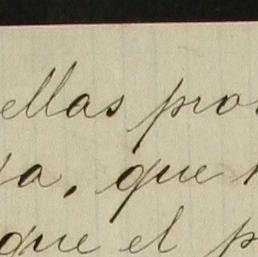 ellas pro
a, que
que el p